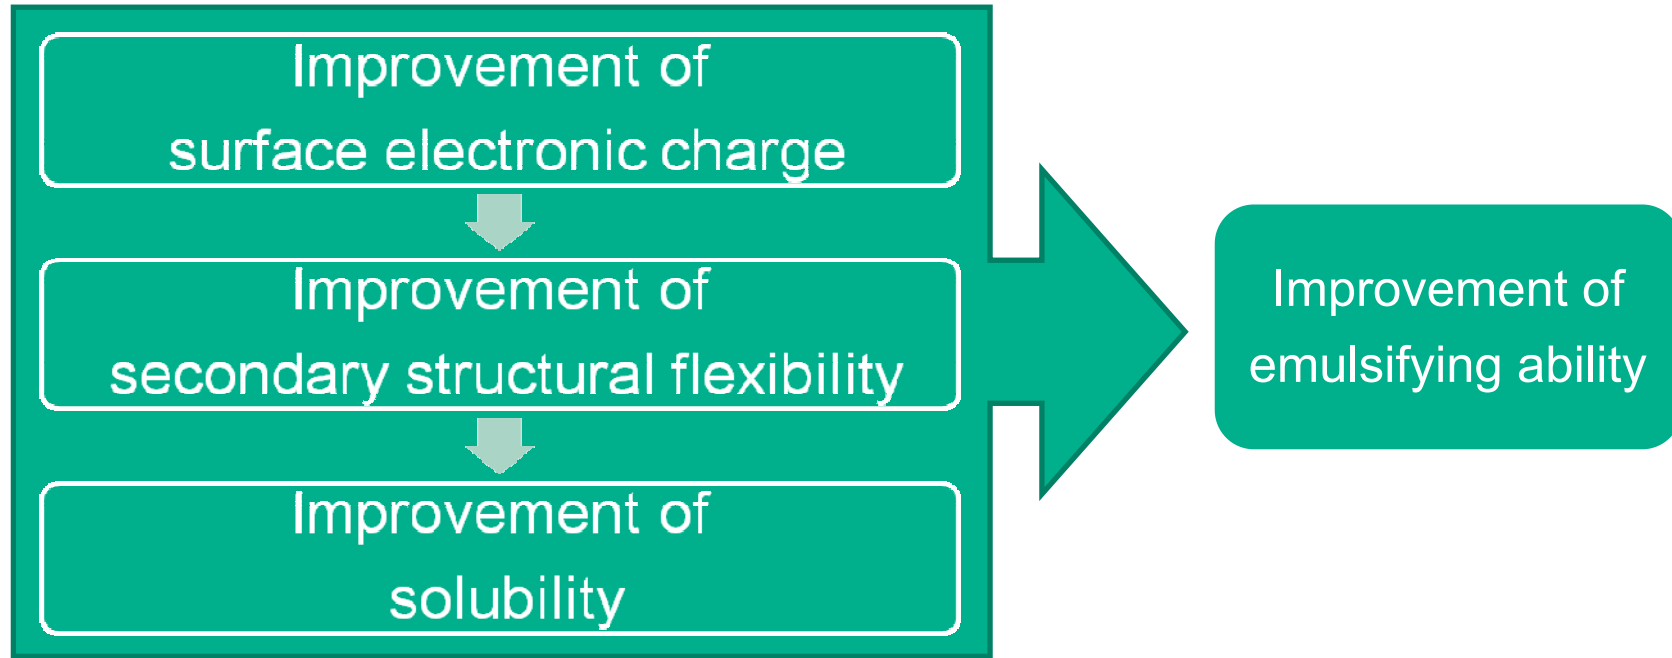 Improvement of
surface electronic charge
Improvement of
secondary structural flexibility
Improvement of
solubility
Improvement of
emulsifying ability